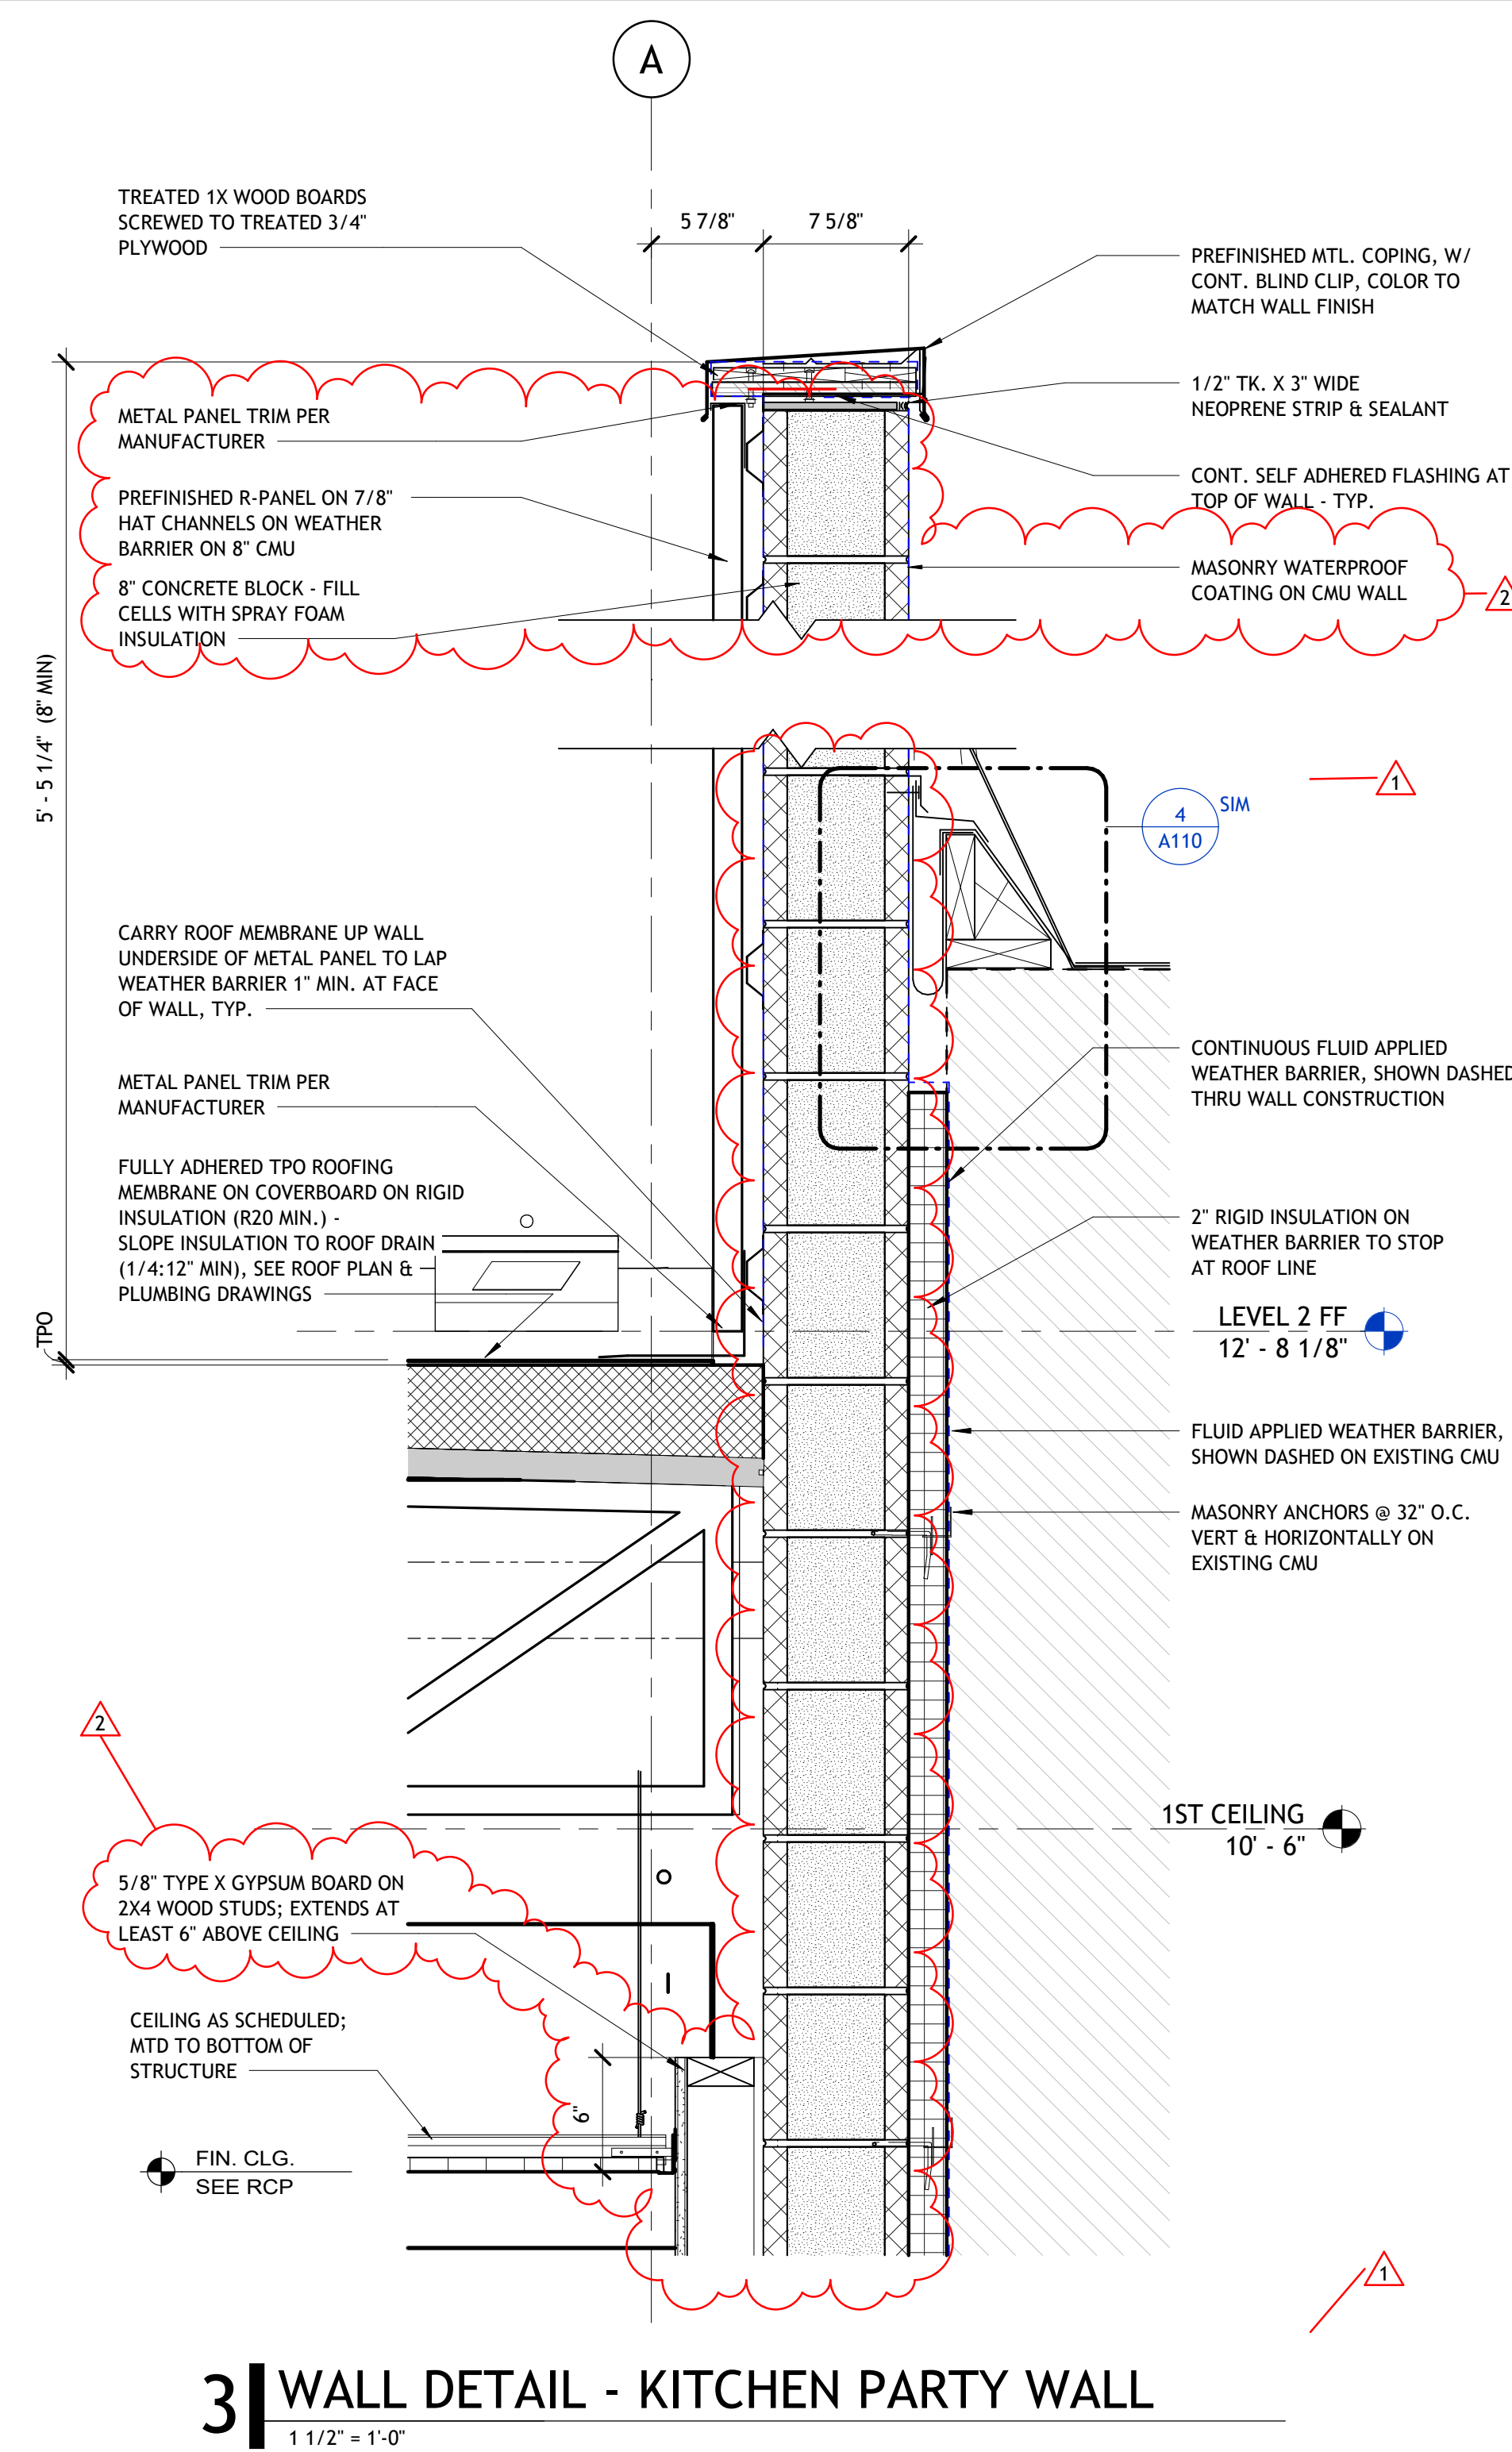 A
TREATED 1X WOOD BOARDS
SCREWED TO TREATED 3/4"
PLYWOOD
5 7/8"
7 5/8"
PREFINISHED MTL. COPING, W/
CONT. BLIND CLIP, COLOR TO
MATCH WALL FINISH
1/2" TK. X 3" WIDE
NEOPRENE STRIP & SEALANT
METAL PANEL TRIM PER
MANUFACTURER
CONT. SELF ADHERED FLASHING AT
TOP OF WALL - TYP.
PREFINISHED R-PANEL ON 7/8"
HAT CHANNELS ON WEATHER
BARRIER ON 8" CMU
MASONRY WATERPROOF
COATING ON CMU WALL
2
8" CONCRETE BLOCK - FILL
CELLS WITH SPRAY FOAM
INSULATION
5' - 5 1/4" (8" MIN)
1
4
A110
SIM
CARRY ROOF MEMBRANE UP WALL
UNDERSIDE OF METAL PANEL TO LAP
WEATHER BARRIER 1" MIN. AT FACE
OF WALL, TYP.
CONTINUOUS FLUID APPLIED
WEATHER BARRIER, SHOWN DASHED
THRU WALL CONSTRUCTION
METAL PANEL TRIM PER
MANUFACTURER
FULLY ADHERED TPO ROOFING
MEMBRANE ON COVERBOARD ON RIGID
INSULATION (R20 MIN.) -
SLOPE INSULATION TO ROOF DRAIN
(1/4:12" MIN), SEE ROOF PLAN &
PLUMBING DRAWINGS
2" RIGID INSULATION ON
WEATHER BARRIER TO STOP
AT ROOF LINE
LEVEL 2 FF
12' - 8 1/8"
TPO
FLUID APPLIED WEATHER BARRIER,
SHOWN DASHED ON EXISTING CMU
MASONRY ANCHORS @ 32" O.C.
VERT & HORIZONTALLY ON
EXISTING CMU
2
1ST CEILING
10' - 6"
5/8" TYPE X GYPSUM BOARD ON
2X4 WOOD STUDS; EXTENDS AT
LEAST 6" ABOVE CEILING
CEILING AS SCHEDULED;
MTD TO BOTTOM OF
STRUCTURE
6"
FIN. CLG.
SEE RCP
1
3
WALL DETAIL - KITCHEN PARTY WALL
1 1/2" = 1'-0"